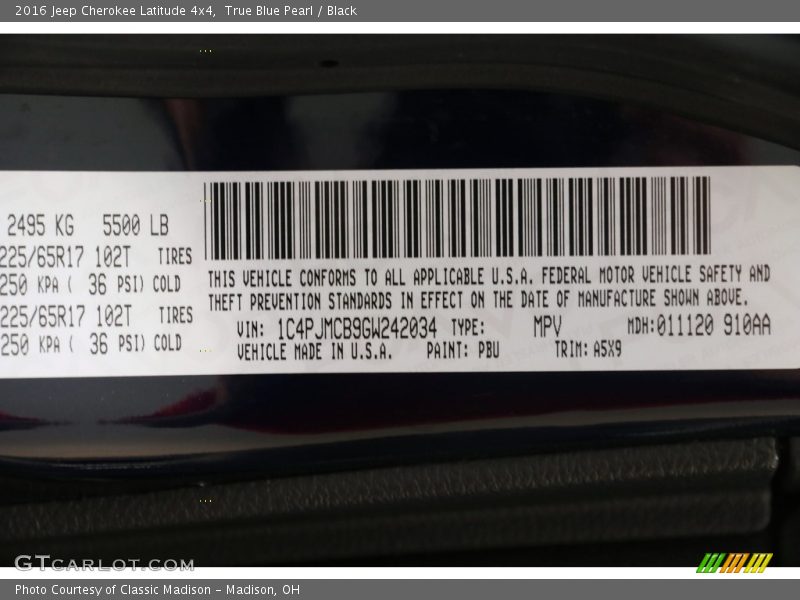 2016 Jeep Cherokee Latitude 4x4, True Blue Pearl / Black
2495 KG 5500 LB
225/65R17 102T TIRES
250 KPA ( 36 PSI) COLD
225/65R17 102T TIRES
250 KPA ( 36 PSI) COLD
THIS VEHICLE CONFORMS TO ALL APPLICABLE U.S.A. FEDERAL MOTOR VEHICLE SAFETY AND
THEFT PREVENTION STANDARDS IN EFFECT ON THE DATE OF MANUFACTURE SHOWN ABOVE.
VIN: 1C4PJMCB9GW242034 TYPE: MPV MDH:011120 910AA
VEHICLE MADE IN U.S.A. PAINT: PBU TRIM: A5X9
GTCARLOT.COM
Photo Courtesy of Classic Madison - Madison, OH